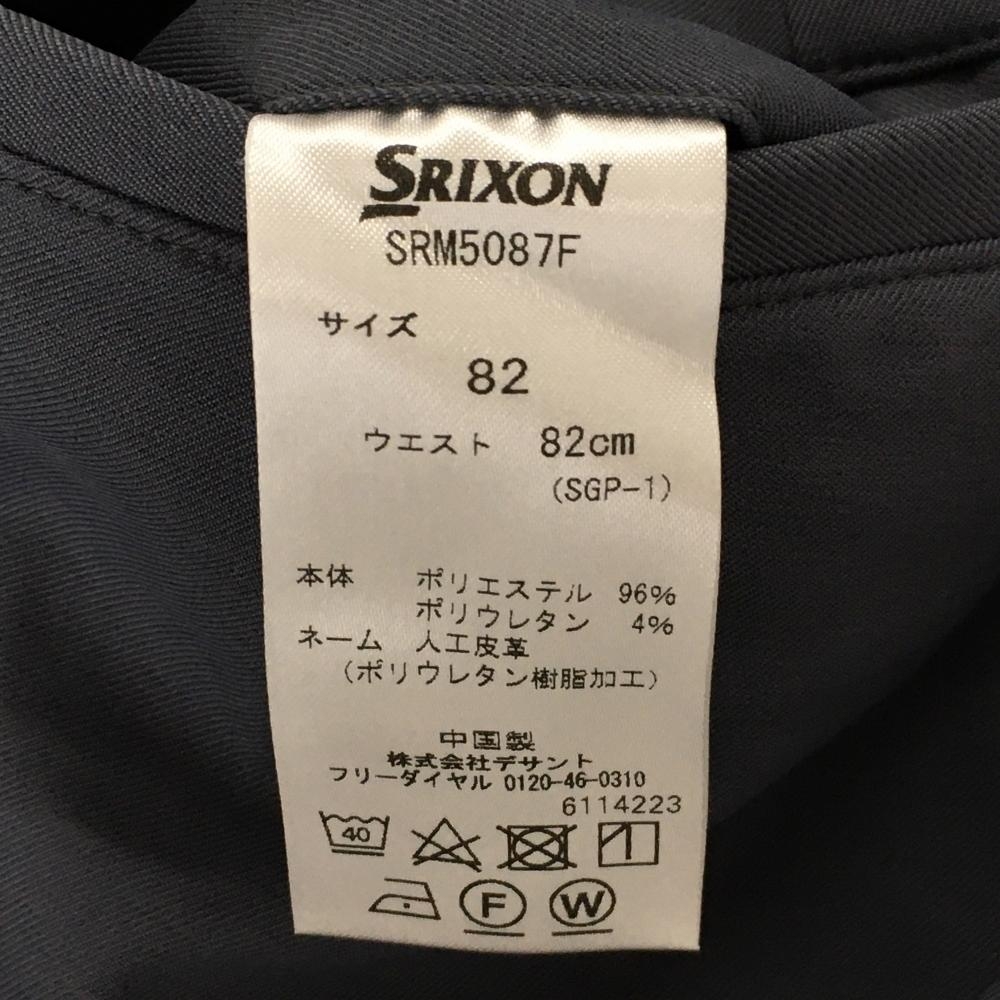 SRIXON
SRM5087F
サイズ
82
ウエスト 82cm
(SGP-1)
本体 ポリエステル 96%
ポリウレタン 4%
ネーム 人工皮革
(ポリウレタン樹脂加工)
中国製
株式会社デサント
フリーダイヤル 0120-46-0310
6114223
40
F W